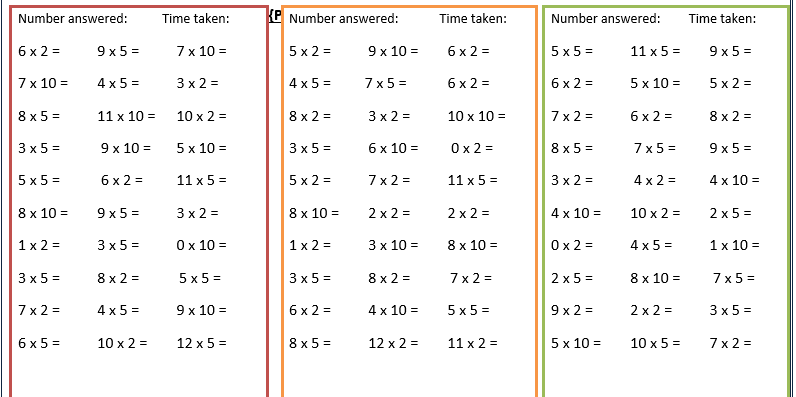 Number answered: Time taken:
6 x 2 = 9 x 5 = 7 x 10 =
7 x 10 = 4 x 5 = 3 x 2 =
8 x 5 = 11 x 10 = 10 x 2 =
3 x 5 = 9 x 10 = 5 x 10 =
5 x 5 = 6 x 2 = 11 x 5 =
8 x 10 = 9 x 5 = 3 x 2 =
1 x 2 = 3 x 5 = 0 x 10 =
3 x 5 = 8 x 2 = 5 x 5 =
7 x 2 = 4 x 5 = 9 x 10 =
6 x 5 = 10 x 2 = 12 x 5 =
{P
Number answered: Time taken:
5 x 2 = 9 x 10 = 6 x 2 =
4 x 5 = 7 x 5 = 6 x 2 =
8 x 2 = 3 x 2 = 10 x 10 =
3 x 5 = 6 x 10 = 0 x 2 =
5 x 2 = 7 x 2 = 11 x 5 =
8 x 10 = 2 x 2 = 2 x 2 =
1 x 2 = 3 x 10 = 8 x 10 =
3 x 5 = 8 x 2 = 7 x 2 =
6 x 2 = 4 x 10 = 5 x 5 =
8 x 5 = 12 x 2 = 11 x 2 =
Number answered: Time taken:
5 x 5 = 11 x 5 = 9 x 5 =
6 x 2 = 5 x 10 = 5 x 2 =
7 x 2 = 6 x 2 = 8 x 2 =
8 x 5 = 7 x 5 = 9 x 5 =
3 x 2 = 4 x 2 = 4 x 10 =
4 x 10 = 10 x 2 = 2 x 5 =
0 x 2 = 4 x 5 = 1 x 10 =
2 x 5 = 8 x 10 = 7 x 5 =
9 x 2 = 2 x 2 = 3 x 5 =
5 x 10 = 10 x 5 = 7 x 2 =